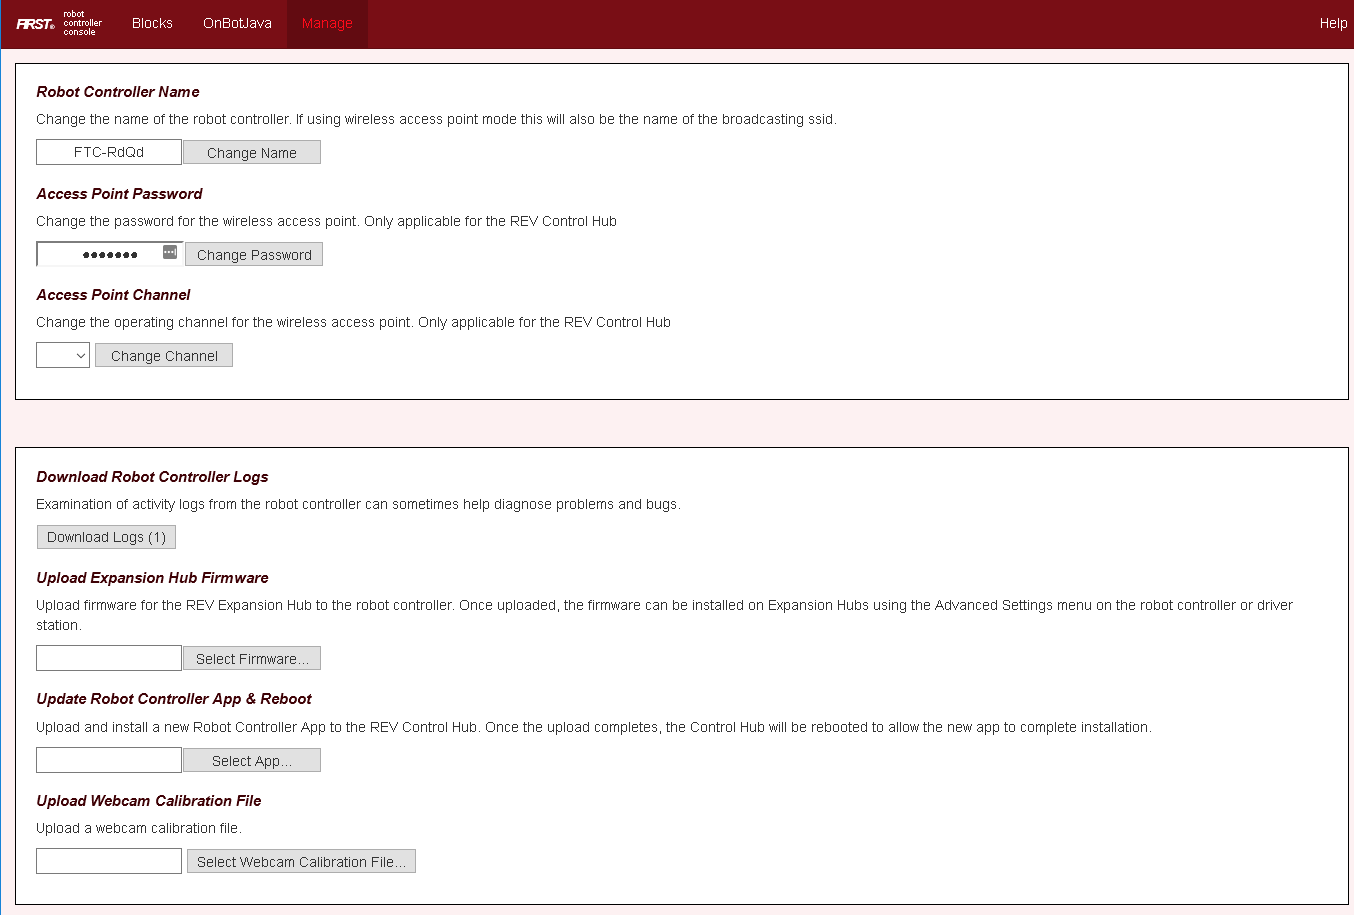 FIRST® robot controller console Blocks OnBotJava Manage Help
Robot Controller Name
Change the name of the robot controller. If using wireless access point mode this will also be the name of the broadcasting ssid.
FTC-RdQd Change Name
Access Point Password
Change the password for the wireless access point. Only applicable for the REV Control Hub
●●●●●●● Change Password
Access Point Channel
Change the operating channel for the wireless access point. Only applicable for the REV Control Hub
Change Channel
Download Robot Controller Logs
Examination of activity logs from the robot controller can sometimes help diagnose problems and bugs.
Download Logs (1)
Upload Expansion Hub Firmware
Upload firmware for the REV Expansion Hub to the robot controller. Once uploaded, the firmware can be installed on Expansion Hubs using the Advanced Settings menu on the robot controller or driver
station.
Select Firmware...
Update Robot Controller App & Reboot
Upload and install a new Robot Controller App to the REV Control Hub. Once the upload completes, the Control Hub will be rebooted to allow the new app to complete installation.
Select App...
Upload Webcam Calibration File
Upload a webcam calibration file.
Select Webcam Calibration File...